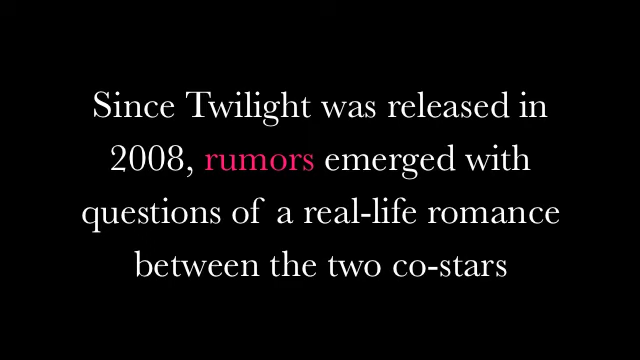 Since Twilight was released in
2008, rumors emerged with
questions of a real-life romance
between the two co-stars